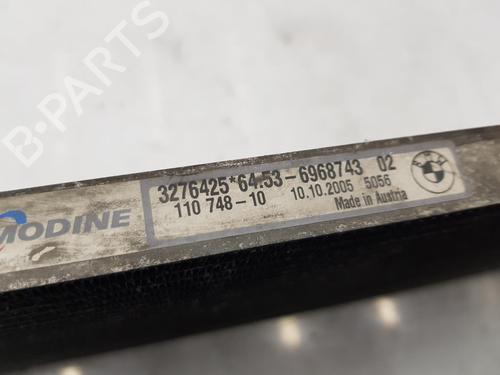 B-PARTS
MODINE
3276425*64.53-6968743 02
110 748-10 10.10.2005 5056
Made in Austria